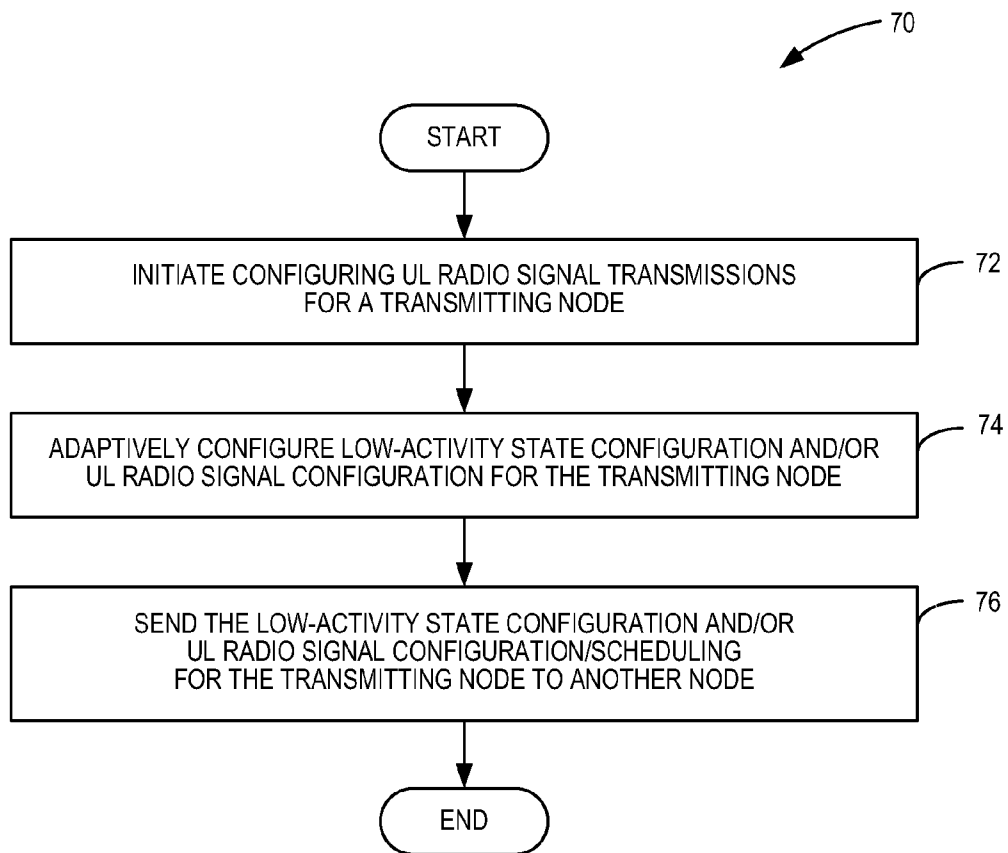 70
START
INITIATE CONFIGURING UL RADIO SIGNAL TRANSMISSIONS
FOR A TRANSMITTING NODE
72
ADAPTIVELY CONFIGURE LOW-ACTIVITY STATE CONFIGURATION AND/OR
UL RADIO SIGNAL CONFIGURATION FOR THE TRANSMITTING NODE
74
SEND THE LOW-ACTIVITY STATE CONFIGURATION AND/OR
UL RADIO SIGNAL CONFIGURATION/SCHEDULING
FOR THE TRANSMITTING NODE TO ANOTHER NODE
76
END